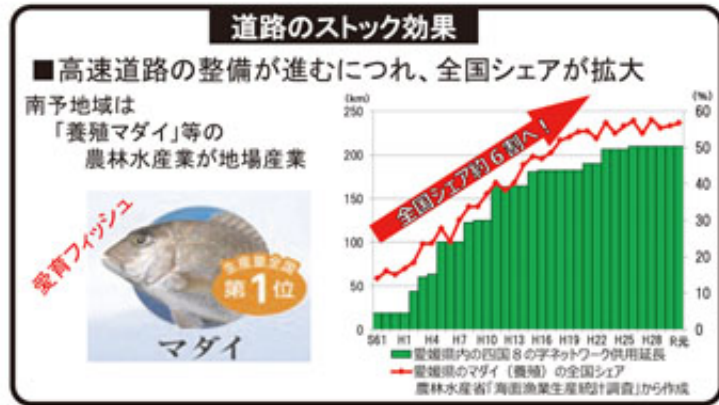 道路のストック効果
■高速道路の整備が進むにつれ、全国シェアが拡大
南予地域は
「養殖マダイ」等の
農林水産業が地場産業
愛育フィッシュ
生産量全国
第1位
マダイ
(km)
(%)
250
200
150
100
50
0
60
50
40
30
20
10
0
全国シェア約6割へ!
S61 H1 H4 H7 H10 H13 H16 H19 H22 H25 H28 R元
愛媛県内の四国8の字ネットワーク供用延長
愛媛県のマダイ(養殖)の全国シェア
農林水産省「海面漁業生産統計調査」から作成